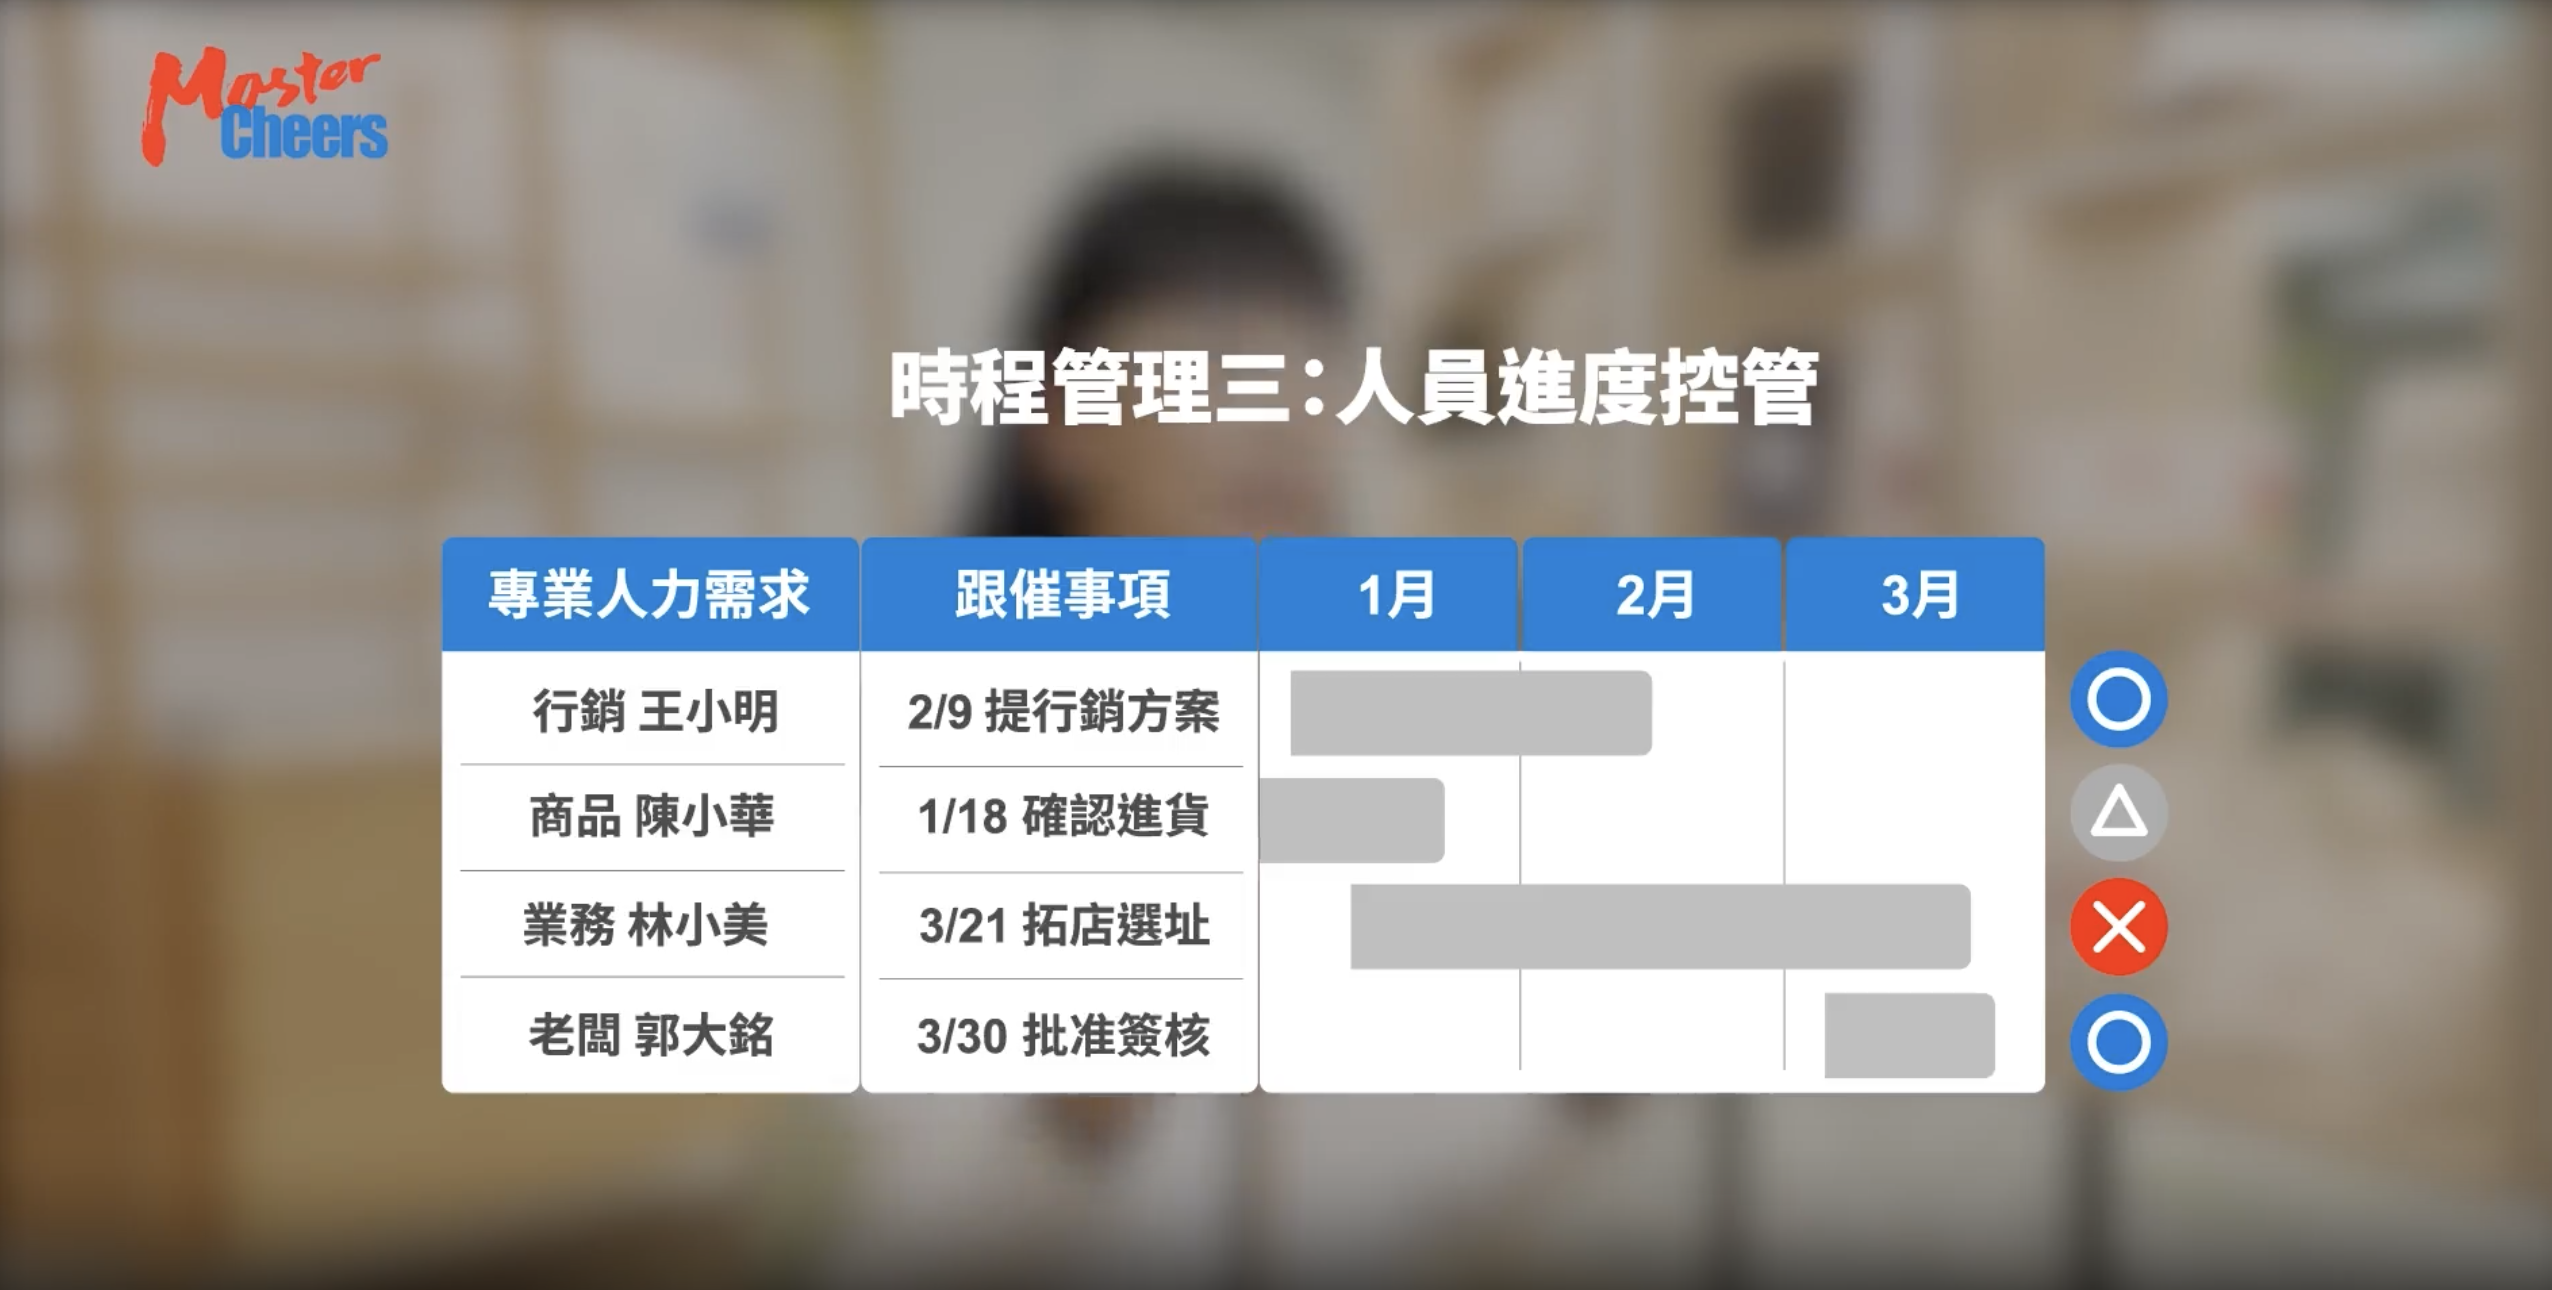 Master
Cheers
時程管理三：人員進度控管
專業人力需求 跟催事項 1月 2月 3月
行銷 王小明 2/9 提行銷方案
商品 陳小華 1/18 確認進貨
業務 林小美 3/21 拓店選址
老闆 郭大銘 3/30 批准簽核